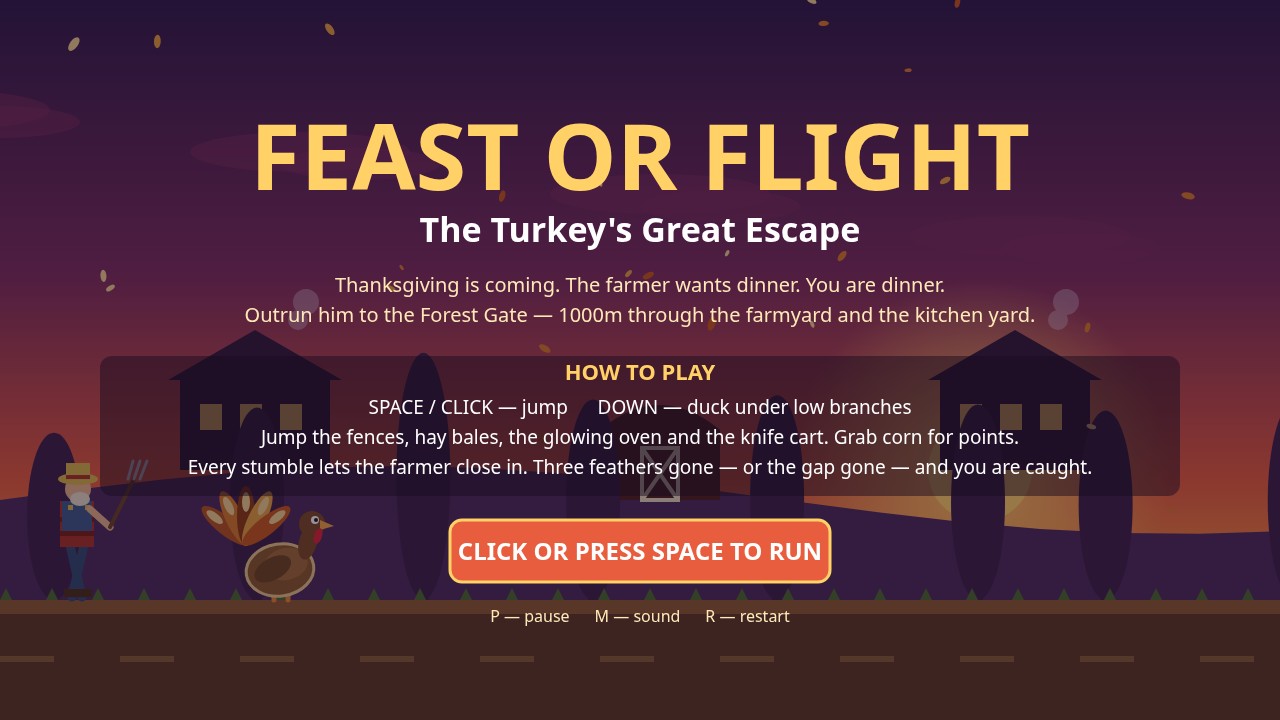 FEAST OR FLIGHT
The Turkey's Great Escape
Thanksgiving is coming. The farmer wants dinner. You are dinner.
Outrun him to the Forest Gate — 1000m through the farmyard and the kitchen yard.
HOW TO PLAY
SPACE / CLICK — jump DOWN — duck under low branches
Jump the fences, hay bales, the glowing oven and the knife cart. Grab corn for points.
Every stumble lets the farmer close in. Three feathers gone — or the gap gone — and you are caught.
CLICK OR PRESS SPACE TO RUN
P — pause M — sound R — restart